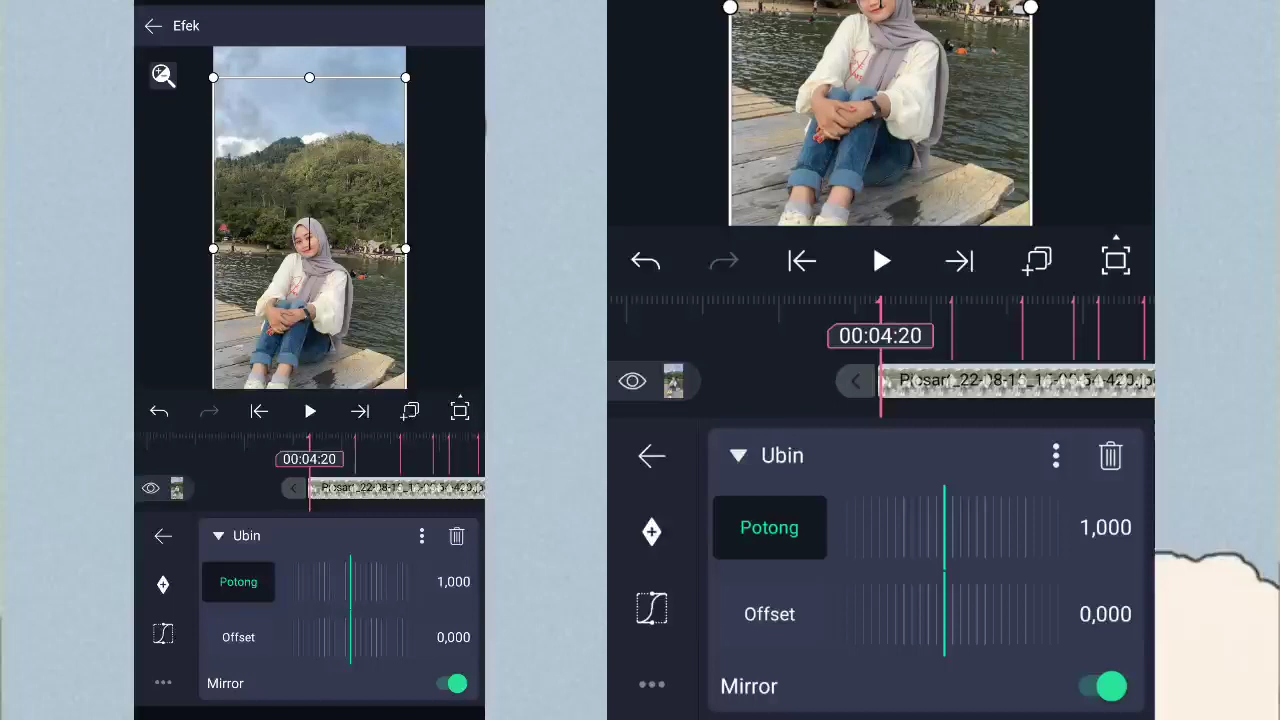 Efek
00:04:20
Ubin
Potong
1,000
Offset
0,000
Mirror
00:04:20
Ubin
Potong
1,000
Offset
0,000
Mirror